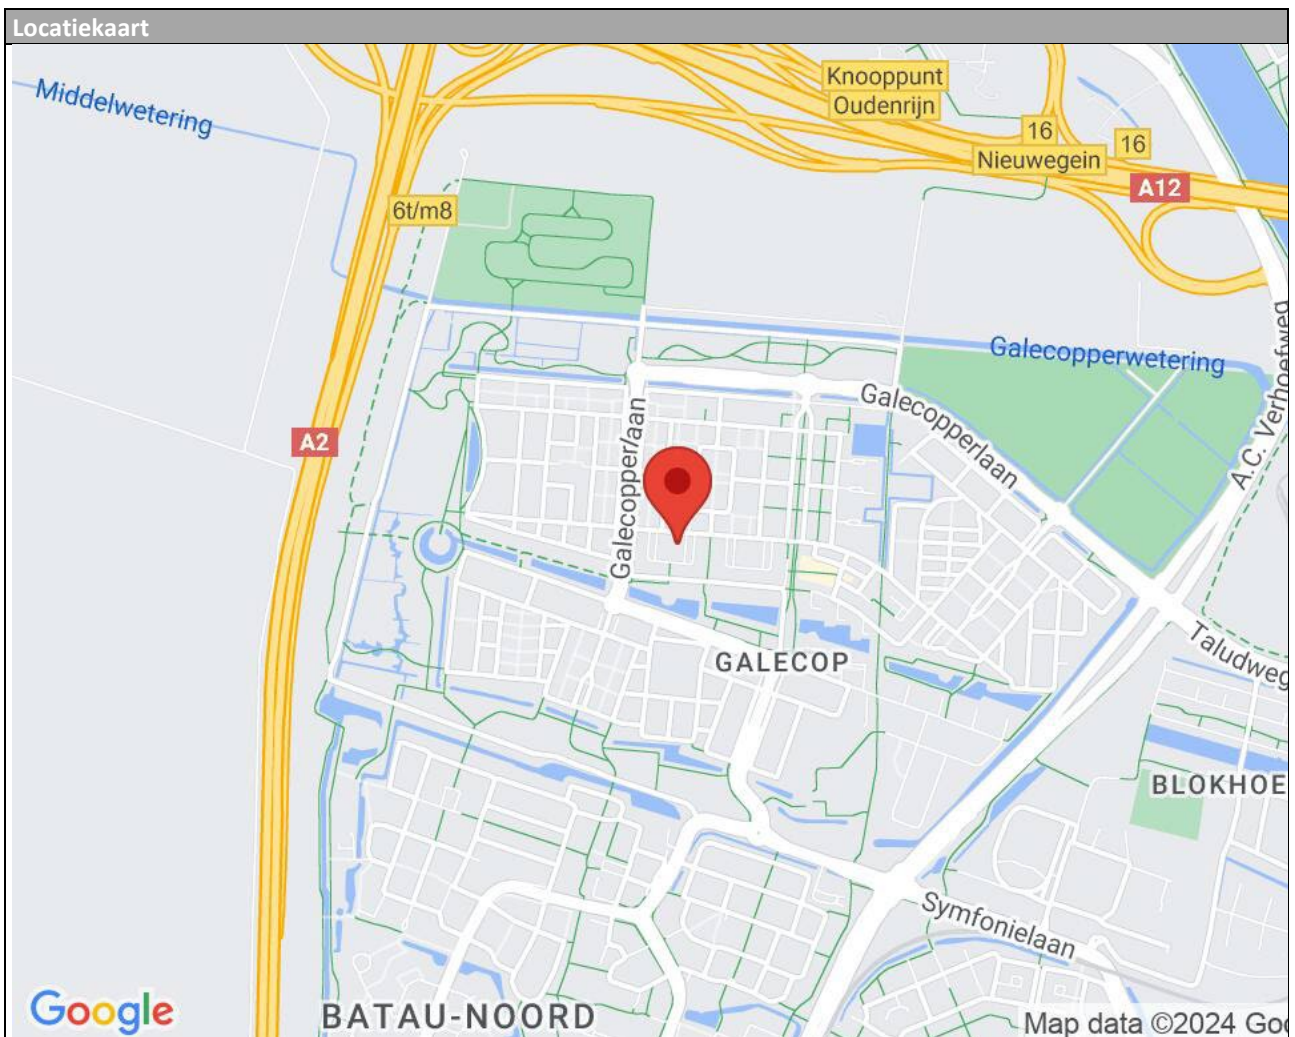 Locatiekaart
Middelwetering
Knooppunt
Oudenrijn
16
16
Nieuwegein
A12
6t/m8
A.C. Verhoefweg
Galecopperwetering
Galecopperlaan
Galecopperlaan
A2
Taludweg
GALECOP
BLOKHOE
Symfonielaan
BATAU-NOORD
Google
Map data ©2024 Goo